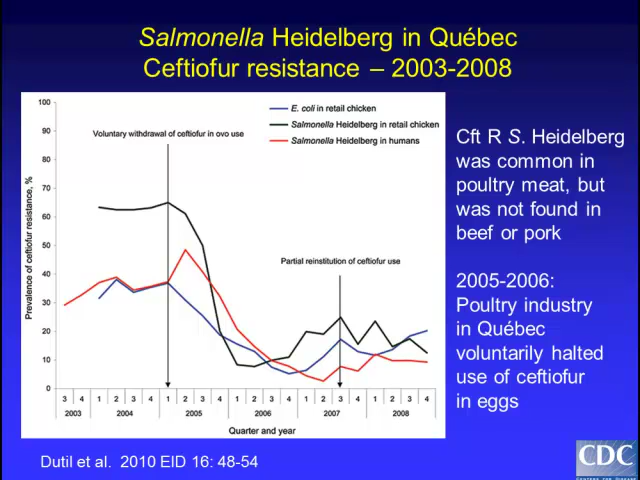 Salmonella Heidelberg in Québec
Ceftiofur resistance – 2003-2008
100
90
80
70
60
50
40
30
20
10
0
Prevalence of ceftiofur resistance, %
E. coli in retail chicken
Salmonella Heidelberg in retail chicken
Salmonella Heidelberg in humans
Voluntary withdrawal of ceftiofur in ovo use
Partial reinstitution of ceftiofur use
3 4 1 2 3 4 1 2 3 4 1 2 3 4 1 2 3 4 1 2 3 4
2003 2004 2005 2006 2007 2008
Quarter and year
Cft R S. Heidelberg
was common in
poultry meat, but
was not found in
beef or pork
2005-2006:
Poultry industry
in Québec
voluntarily halted
use of ceftiofur
in eggs
Dutil et al. 2010 EID 16: 48-54
CDC